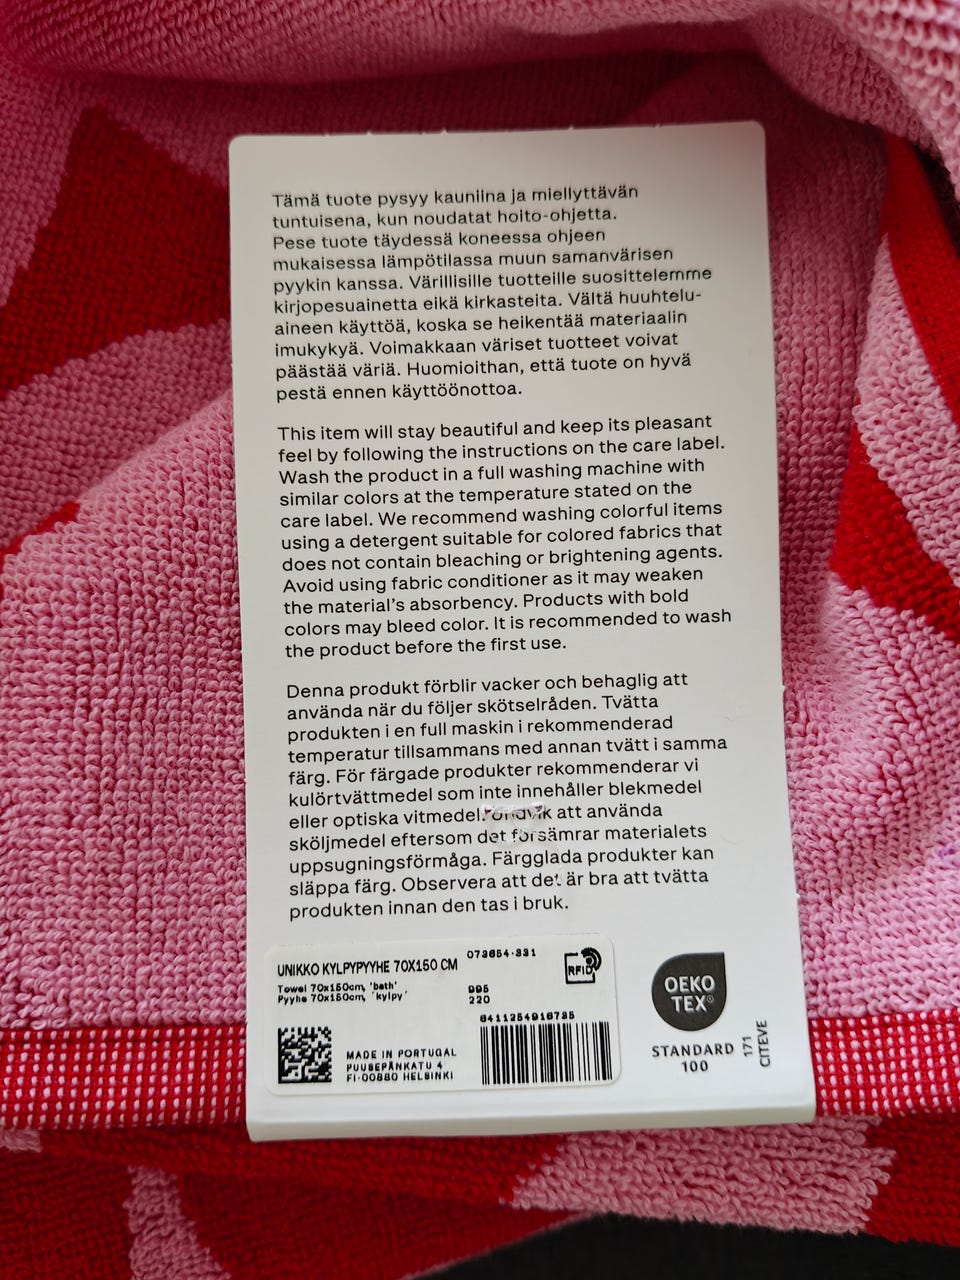 Tämä tuote pysyy kauniina ja miellyttävän
tuntuisena, kun noudatat hoito-ohjetta.
Pese tuote täydessä koneessa ohjeen
mukaisessa lämpötilassa muun samanvärisen
pyykin kanssa. Värillisille tuotteille suosittelemme
kirjopesuainetta eikä kirkasteita. Vältä huuhtelu-
aineen käyttöä, koska se heikentää materiaalin
imukykyä. Voimakkaan väriset tuotteet voivat
päästää väriä. Huomioithan, että tuote on hyvä
pestä ennen käyttöönottoa.
This item will stay beautiful and keep its pleasant
feel by following the instructions on the care label.
Wash the product in a full washing machine with
similar colors at the temperature stated on the
care label. We recommend washing colorful items
using a detergent suitable for colored fabrics that
does not contain bleaching or brightening agents.
Avoid using fabric conditioner as it may weaken
the material's absorbency. Products with bold
colors may bleed color. It is recommended to wash
the product before the first use.
Denna produkt förblir vacker och behaglig att
använda när du följer skötselråden. Tvätta
produkten i en full maskin i rekommenderad
temperatur tillsammans med annan tvätt i samma
färg. För färgade produkter rekommenderar vi
kulörtvättmedel som inte innehåller blekmedel
eller optiska vitmedel. Undvik att använda
sköljmedel eftersom det försämrar materialets
uppsugningsförmåga. Färgglada produkter kan
släppa färg. Observera att det är bra att tvätta
produkten innan den tas i bruk.
UNIKKO KYLPYPYYHE 70X150 CM
073654-331
RFID
Towel 70x150cm, 'bath'
Pyyhe 70x150cm, 'kylpy'
995
220
6411254916735
MADE IN PORTUGAL
PUUSEPÄNKATU 4
FI-00880 HELSINKI
OEKO
TEX®
STANDARD
100
171
CITEVE